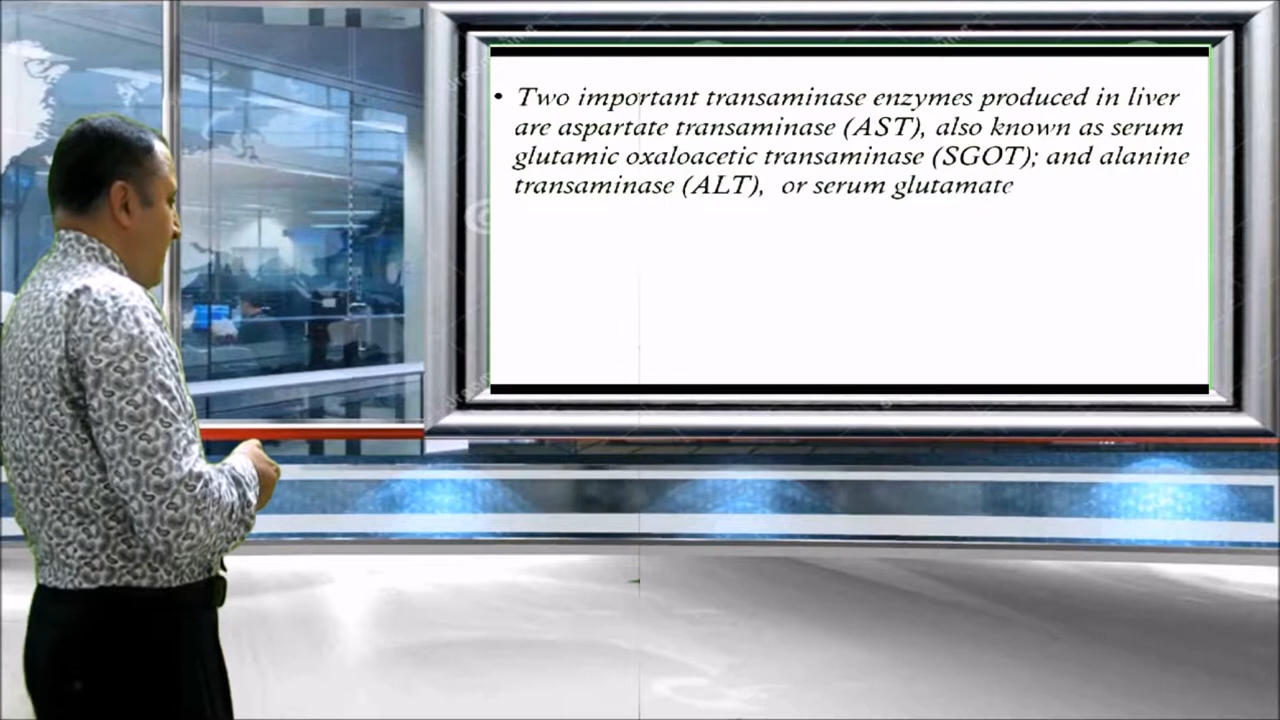 • Two important transaminase enzymes produced in liver
are aspartate transaminase (AST), also known as serum
glutamic oxaloacetic transaminase (SGOT); and alanine
transaminase (ALT), or serum glutamate